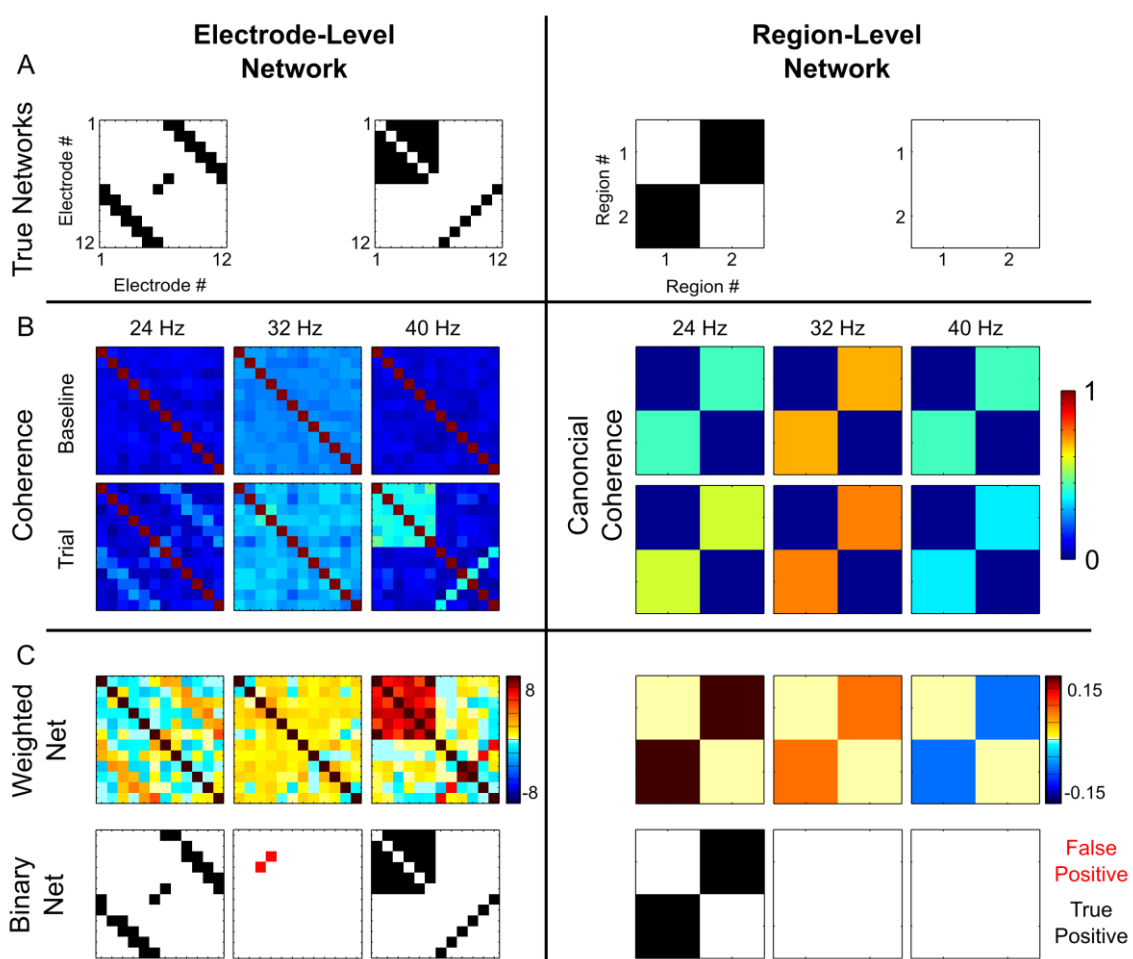 Electrode-Level
Network
Region-Level
Network
A
True Networks
Electrode #
1
12
1
12
Electrode #
1
12
1
12
Region #
1
2
1
2
Region #
1
2
1
2
B
24 Hz
32 Hz
40 Hz
24 Hz
32 Hz
40 Hz
Coherence
Baseline
Trial
Canoncial
Coherence
1
0
C
Weighted
Net
8
-8
0.15
-0.15
Binary
Net
False
Positive
True
Positive